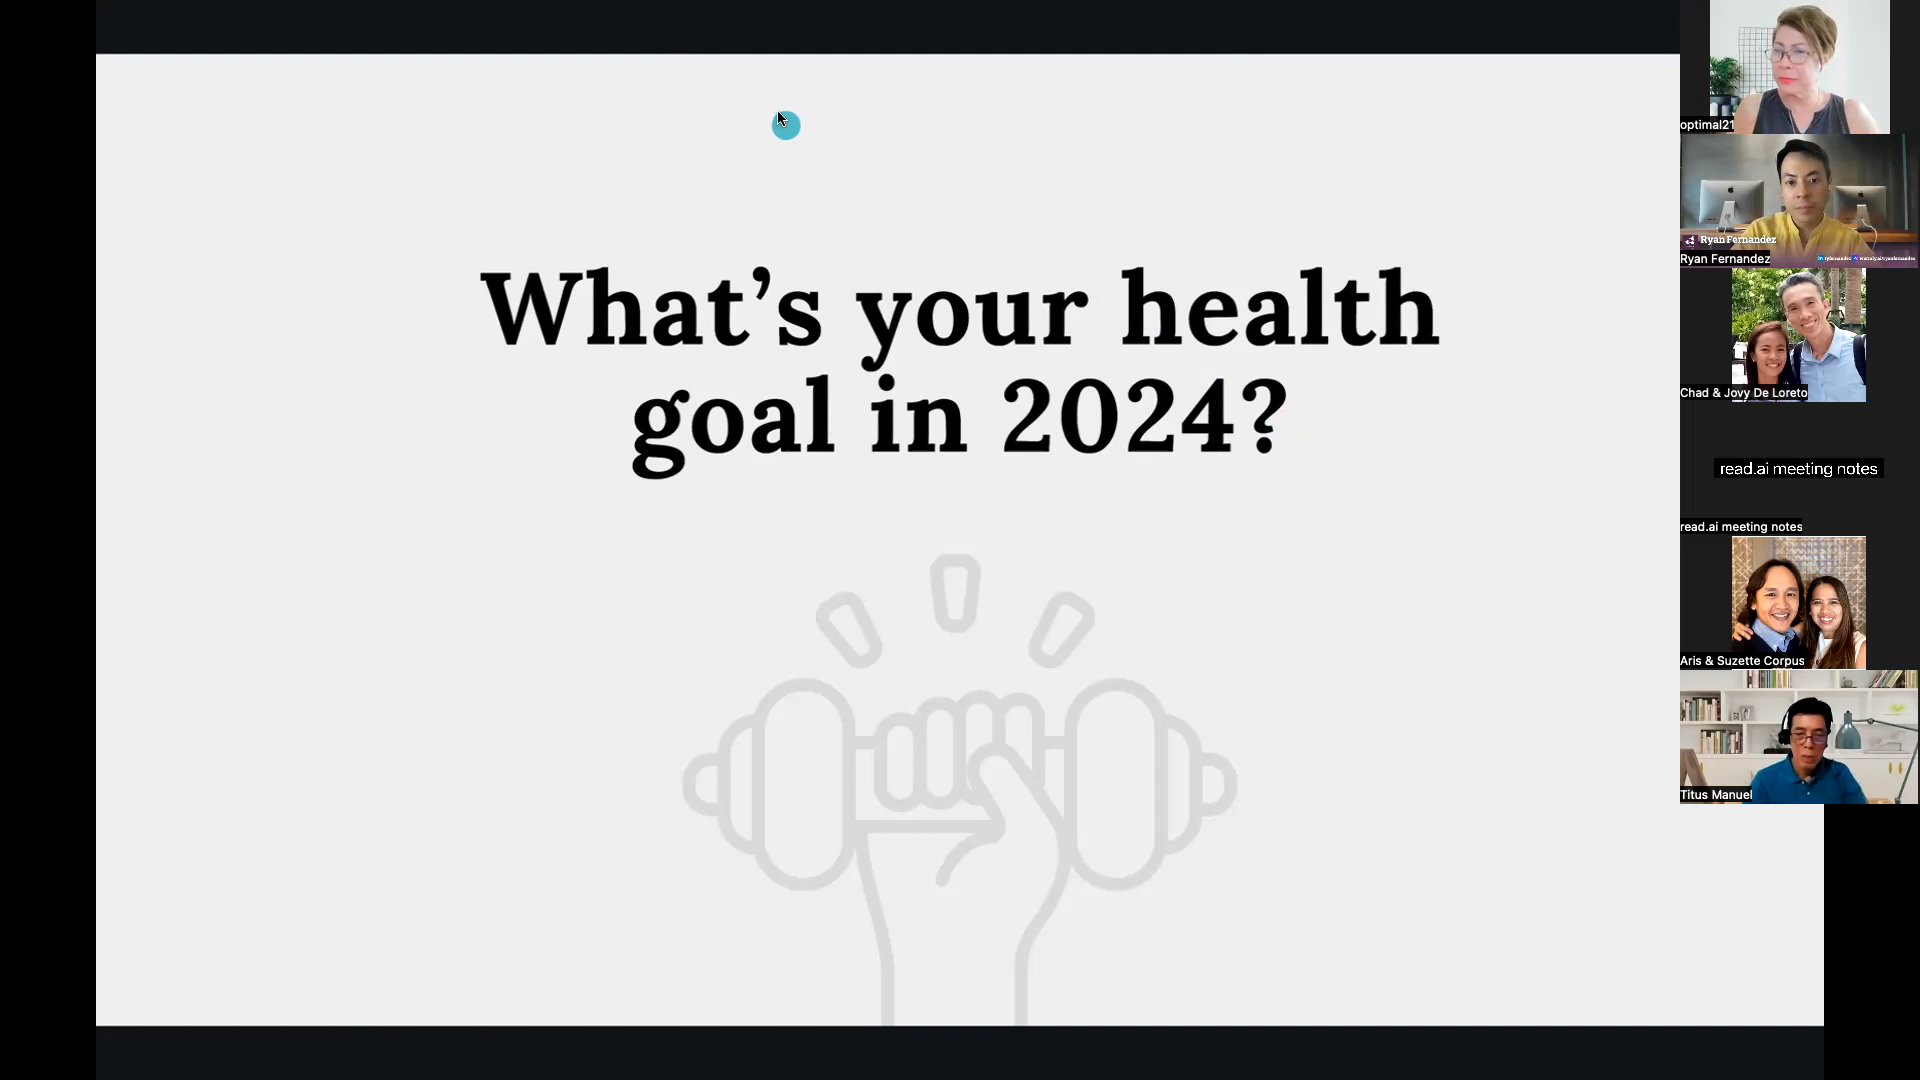 What’s your health
goal in 2024?
optimal21
Ryan Fernandez
Ryan Fernandez
Chad & Jovy De Loreto
read.ai meeting notes
read.ai meeting notes
Aris & Suzette Corpus
Titus Manuel